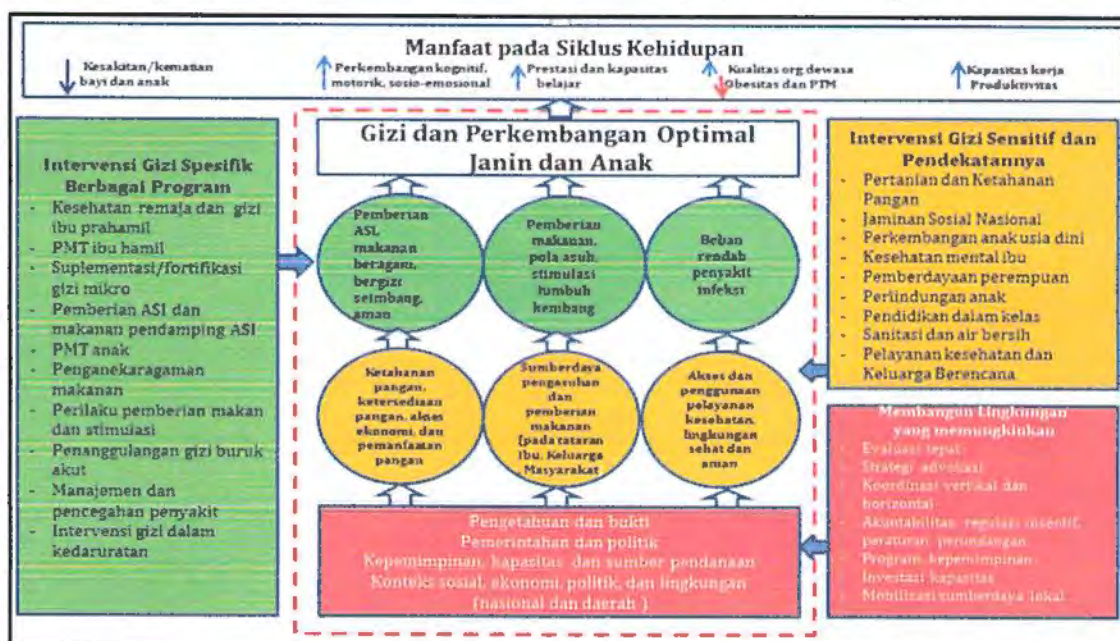 Manfaat pada Siklus Kehidupan
Kesakitan/kematian
bayi dan anak
Perkembangan kognitif,
motorik, sosio-emosional
Prestasi dan kapasitas
belajar
Kualitas org dewasa
Obesitas dan PTM
Kapasitas kerja
Produktivitas
Intervensi Gizi Spesifik
Berbagai Program
- Kesehatan remaja dan gizi
ibu prahamil
- PMT ibu hamil
- Suplementasi/fortifikasi
gizi mikro
- Pemberian ASI dan
makanan pendamping ASI
- PMT anak
- Penganekaragaman
makanan
- Perilaku pemberian makan
dan stimulasi
- Penanggulangan gizi buruk
akut
- Manajemen dan
pencegahan penyakit
- Intervensi gizi dalam
kedaruratan
Gizi dan Perkembangan Optimal
Janin dan Anak
Pemberian
ASI,
makanan
beragam,
bergizi
seimbang,
aman
Pemberian
makanan,
pola asuh,
stimulasi
tumbuh
kembang
Beban
rendah
penyakit
infeksi
Ketahanan
pangan,
ketersediaan
pangan, akses
ekonomi, dan
pemanfaatan
pangan
Sumberdaya
pengasuhan
dan
pemberian
makanan
(pada tataran
Ibu, Keluarga
, Masyarakat
Akses dan
penggunaan
pelayanan
kesehatan,
lingkungan
sehat dan
aman
Pengetahuan dan bukti
Pemerintahan dan politik
Kepemimpinan, kapasitas dan sumber pendanaan
Konteks sosial, ekonomi, politik, dan lingkungan
(nasional dan daerah )
Intervensi Gizi Sensitif dan
Pendekatannya
- Pertanian dan Ketahanan
Pangan
- Jaminan Sosial Nasional
- Perkembangan anak usia dini
- Kesehatan mental ibu
- Pemberdayaan perempuan
- Perlindungan anak
- Pendidikan dalam kelas
- Sanitasi dan air bersih
- Pelayanan kesehatan dan
Keluarga Berencana
Membangun Lingkungan
yang memungkinkan
- Evaluasi tepat
- Strategi advokasi
- Koordinasi vertikal dan
horizontal
- Akuntabilitas, regulasi insentif,
peraturan perundangan
- Program kepemimpinan
- Investasi kapasitas
- Mobilisasi sumberdaya lokal